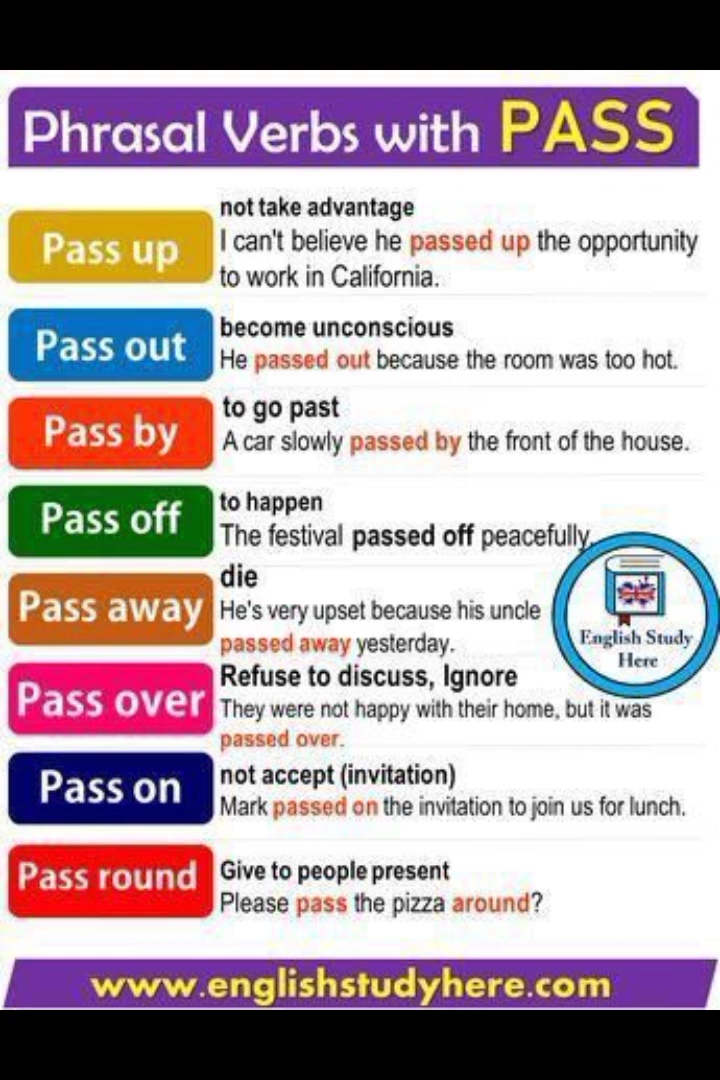 Phrasal Verbs with PASS
Pass up
not take advantage
I can't believe he passed up the opportunity
to work in California.
Pass out
become unconscious
He passed out because the room was too hot.
Pass by
to go past
A car slowly passed by the front of the house.
Pass off
to happen
The festival passed off peacefully.
Pass away
die
He's very upset because his uncle
passed away yesterday.
English Study
Here
Pass over
Refuse to discuss, Ignore
They were not happy with their home, but it was
passed over.
Pass on
not accept (invitation)
Mark passed on the invitation to join us for lunch.
Pass round
Give to people present
Please pass the pizza around?
www.englishstudyhere.com